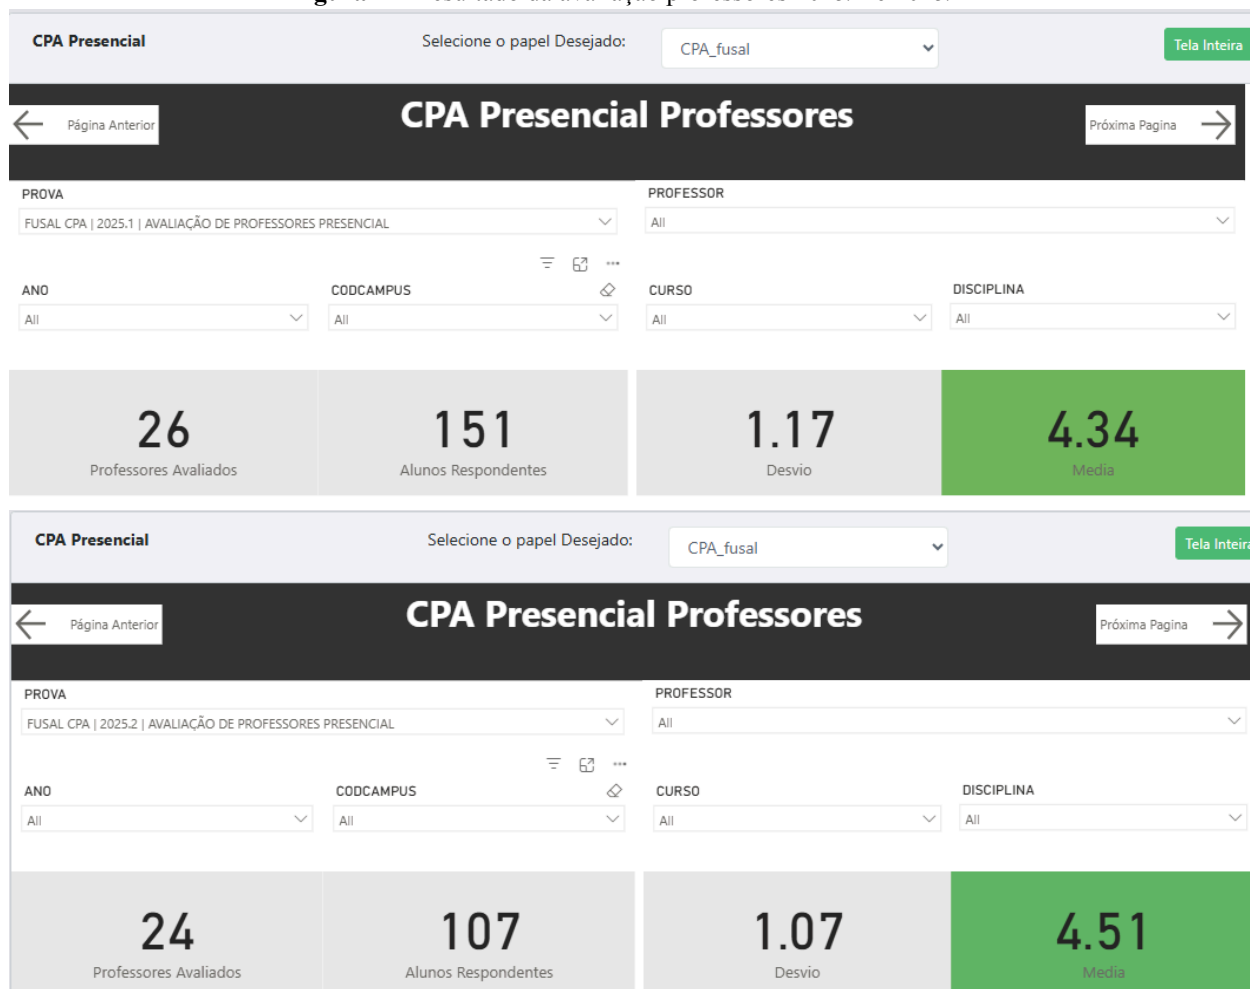 CPA Presencial
Selecione o papel Desejado:
CPA_fusal
Tela Inteira
Página Anterior
CPA Presencial Professores
Próxima Pagina
PROVA
FUSAL CPA | 2025.1 | AVALIAÇÃO DE PROFESSORES PRESENCIAL
PROFESSOR
All
ANO
All
CODCAMPUS
All
CURSO
All
DISCIPLINA
All
26
Professores Avaliados
151
Alunos Respondentes
1.17
Desvio
4.34
Media
CPA Presencial
Selecione o papel Desejado:
CPA_fusal
Tela Inteira
Página Anterior
CPA Presencial Professores
Próxima Pagina
PROVA
FUSAL CPA | 2025.2 | AVALIAÇÃO DE PROFESSORES PRESENCIAL
PROFESSOR
All
ANO
All
CODCAMPUS
All
CURSO
All
DISCIPLINA
All
24
Professores Avaliados
107
Alunos Respondentes
1.07
Desvio
4.51
Media